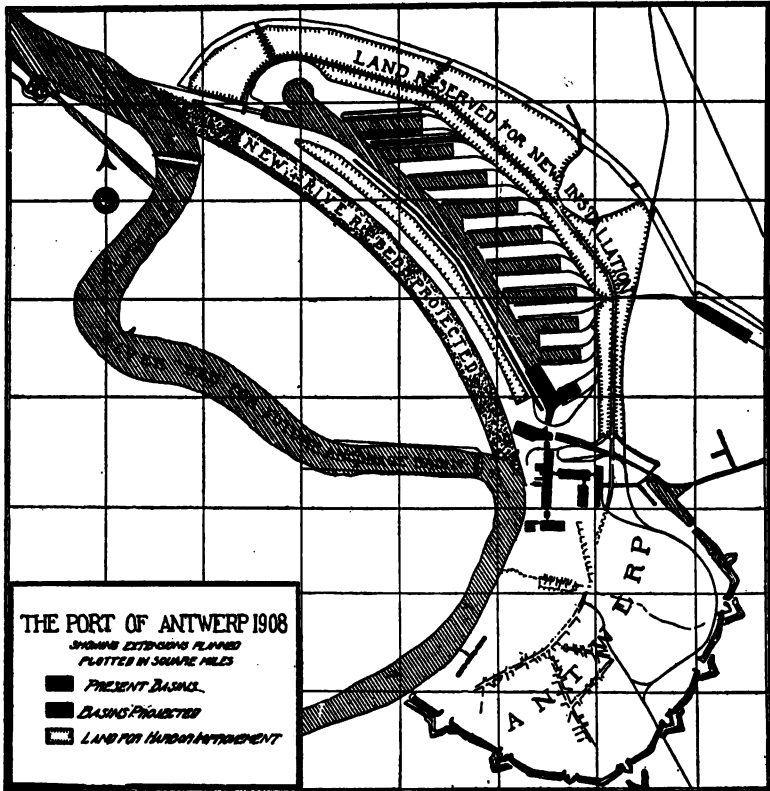 LAND RESERVED FOR NEW INSTALLATION
NEW RIVER BED PROJECTED
ANTWERP
THE PORT OF ANTWERP 1908
SHOWING EXTENSIONS PLANNED
PLOTTED IN SQUARE MILES
PRESENT BASINS
BASINS PROJECTED
LAND FOR HARBOR IMPROVEMENT